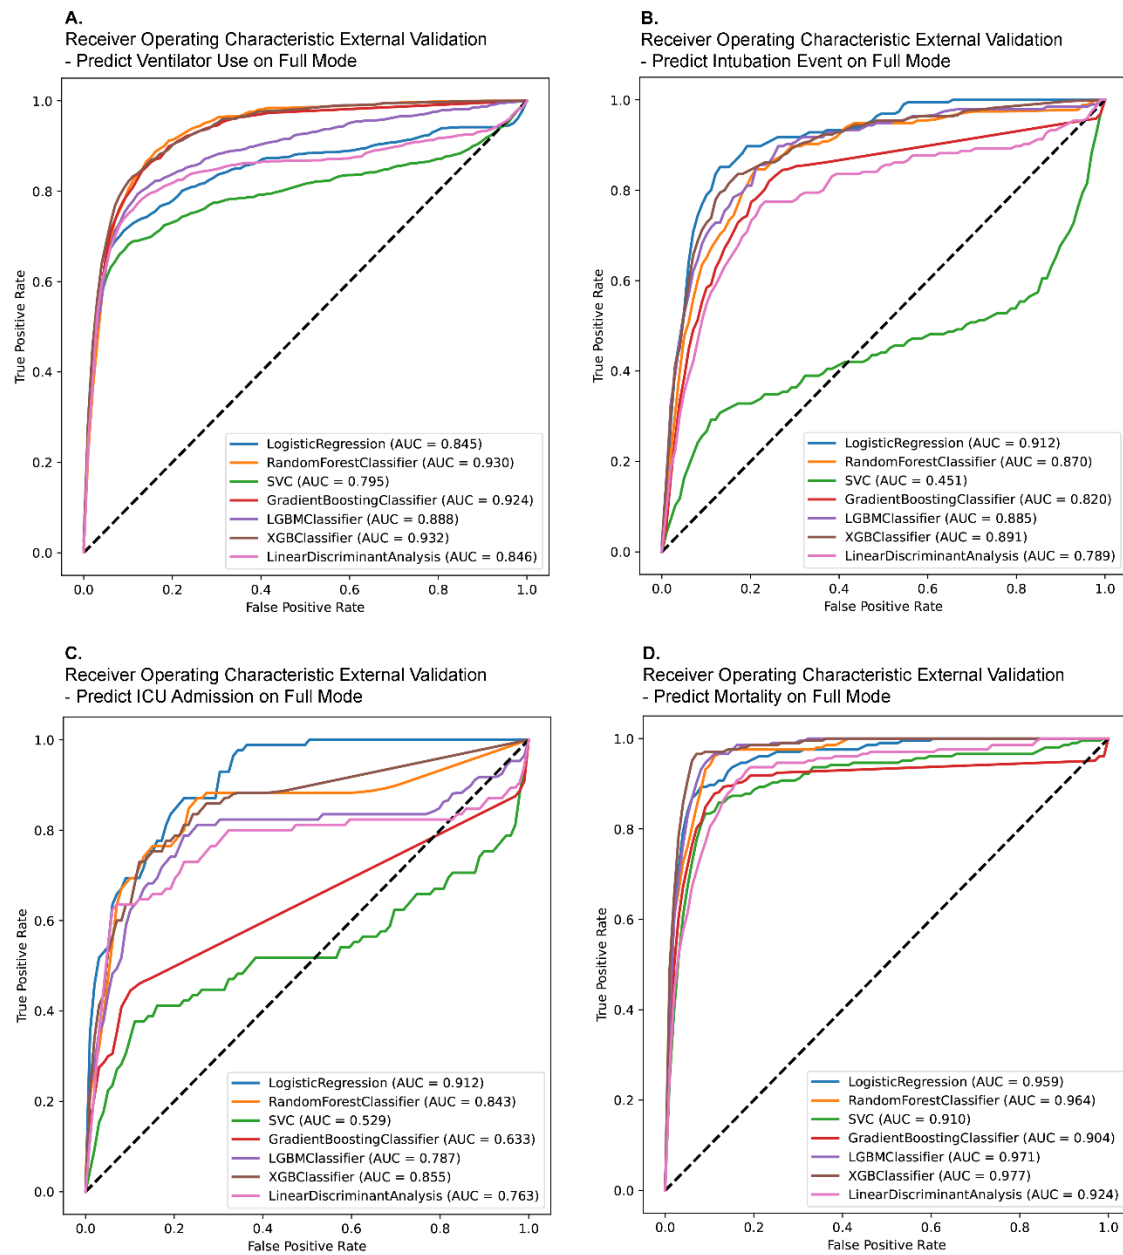 A.
Receiver Operating Characteristic External Validation
- Predict Ventilator Use on Full Mode
True Positive Rate
1.0
0.8
0.6
0.4
0.2
0.0
LogisticRegression (AUC = 0.845)
RandomForestClassifier (AUC = 0.930)
SVC (AUC = 0.795)
GradientBoostingClassifier (AUC = 0.924)
LGBMClassifier (AUC = 0.888)
XGBClassifier (AUC = 0.932)
LinearDiscriminantAnalysis (AUC = 0.846)
0.0 0.2 0.4 0.6 0.8 1.0
False Positive Rate
B.
Receiver Operating Characteristic External Validation
- Predict Intubation Event on Full Mode
True Positive Rate
1.0
0.8
0.6
0.4
0.2
0.0
LogisticRegression (AUC = 0.912)
RandomForestClassifier (AUC = 0.870)
SVC (AUC = 0.451)
GradientBoostingClassifier (AUC = 0.820)
LGBMClassifier (AUC = 0.885)
XGBClassifier (AUC = 0.891)
LinearDiscriminantAnalysis (AUC = 0.789)
0.0 0.2 0.4 0.6 0.8 1.0
False Positive Rate
C.
Receiver Operating Characteristic External Validation
- Predict ICU Admission on Full Mode
True Positive Rate
1.0
0.8
0.6
0.4
0.2
0.0
LogisticRegression (AUC = 0.912)
RandomForestClassifier (AUC = 0.843)
SVC (AUC = 0.529)
GradientBoostingClassifier (AUC = 0.633)
LGBMClassifier (AUC = 0.787)
XGBClassifier (AUC = 0.855)
LinearDiscriminantAnalysis (AUC = 0.763)
0.0 0.2 0.4 0.6 0.8 1.0
False Positive Rate
D.
Receiver Operating Characteristic External Validation
- Predict Mortality on Full Mode
True Positive Rate
1.0
0.8
0.6
0.4
0.2
0.0
LogisticRegression (AUC = 0.959)
RandomForestClassifier (AUC = 0.964)
SVC (AUC = 0.910)
GradientBoostingClassifier (AUC = 0.904)
LGBMClassifier (AUC = 0.971)
XGBClassifier (AUC = 0.977)
LinearDiscriminantAnalysis (AUC = 0.924)
0.0 0.2 0.4 0.6 0.8 1.0
False Positive Rate